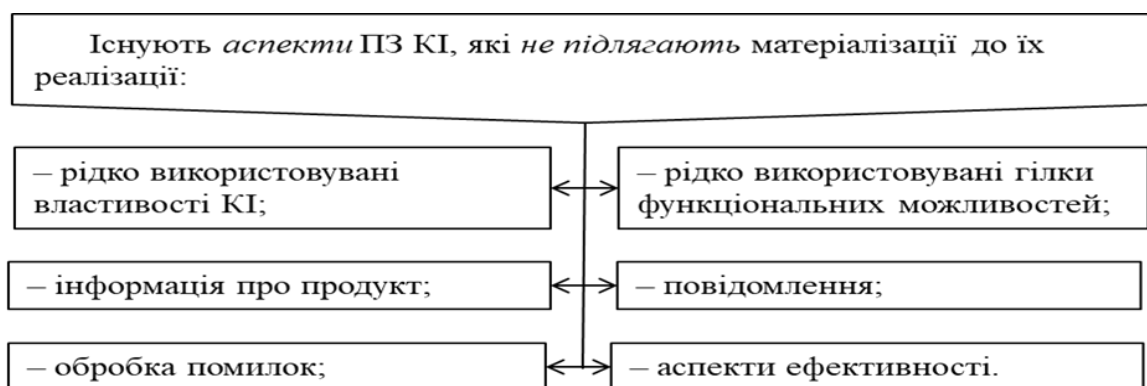 Існують аспекти ПЗ КІ, які не підлягають матеріалізації до їх
реалізації:
– рідко використовувані
властивості КІ;
– рідко використовувані гілки
функціональних можливостей;
– інформація про продукт;
– повідомлення;
– обробка помилок;
– аспекти ефективності.